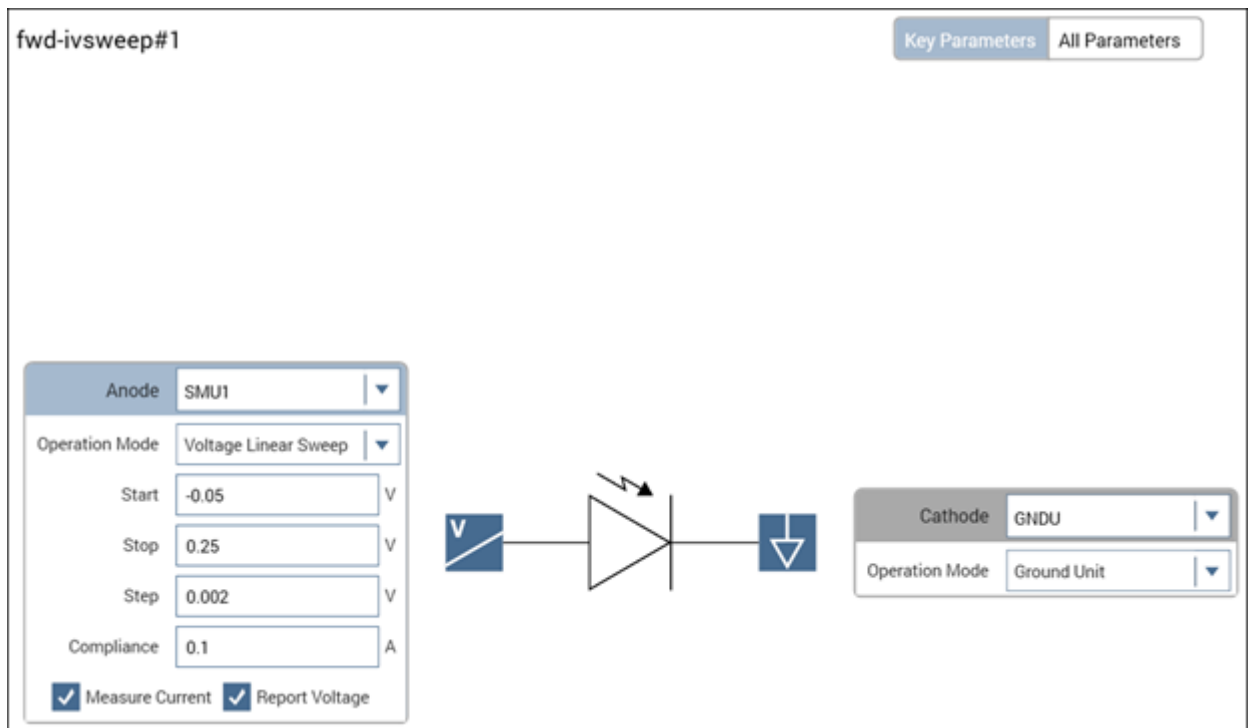 fwd-ivsweep#1
Key Parameters All Parameters
Anode SMU1
Operation Mode Voltage Linear Sweep
Start -0.05 V
Stop 0.25 V
Step 0.002 V
Compliance 0.1 A
Measure Current Report Voltage
V
Cathode GNDU
Operation Mode Ground Unit